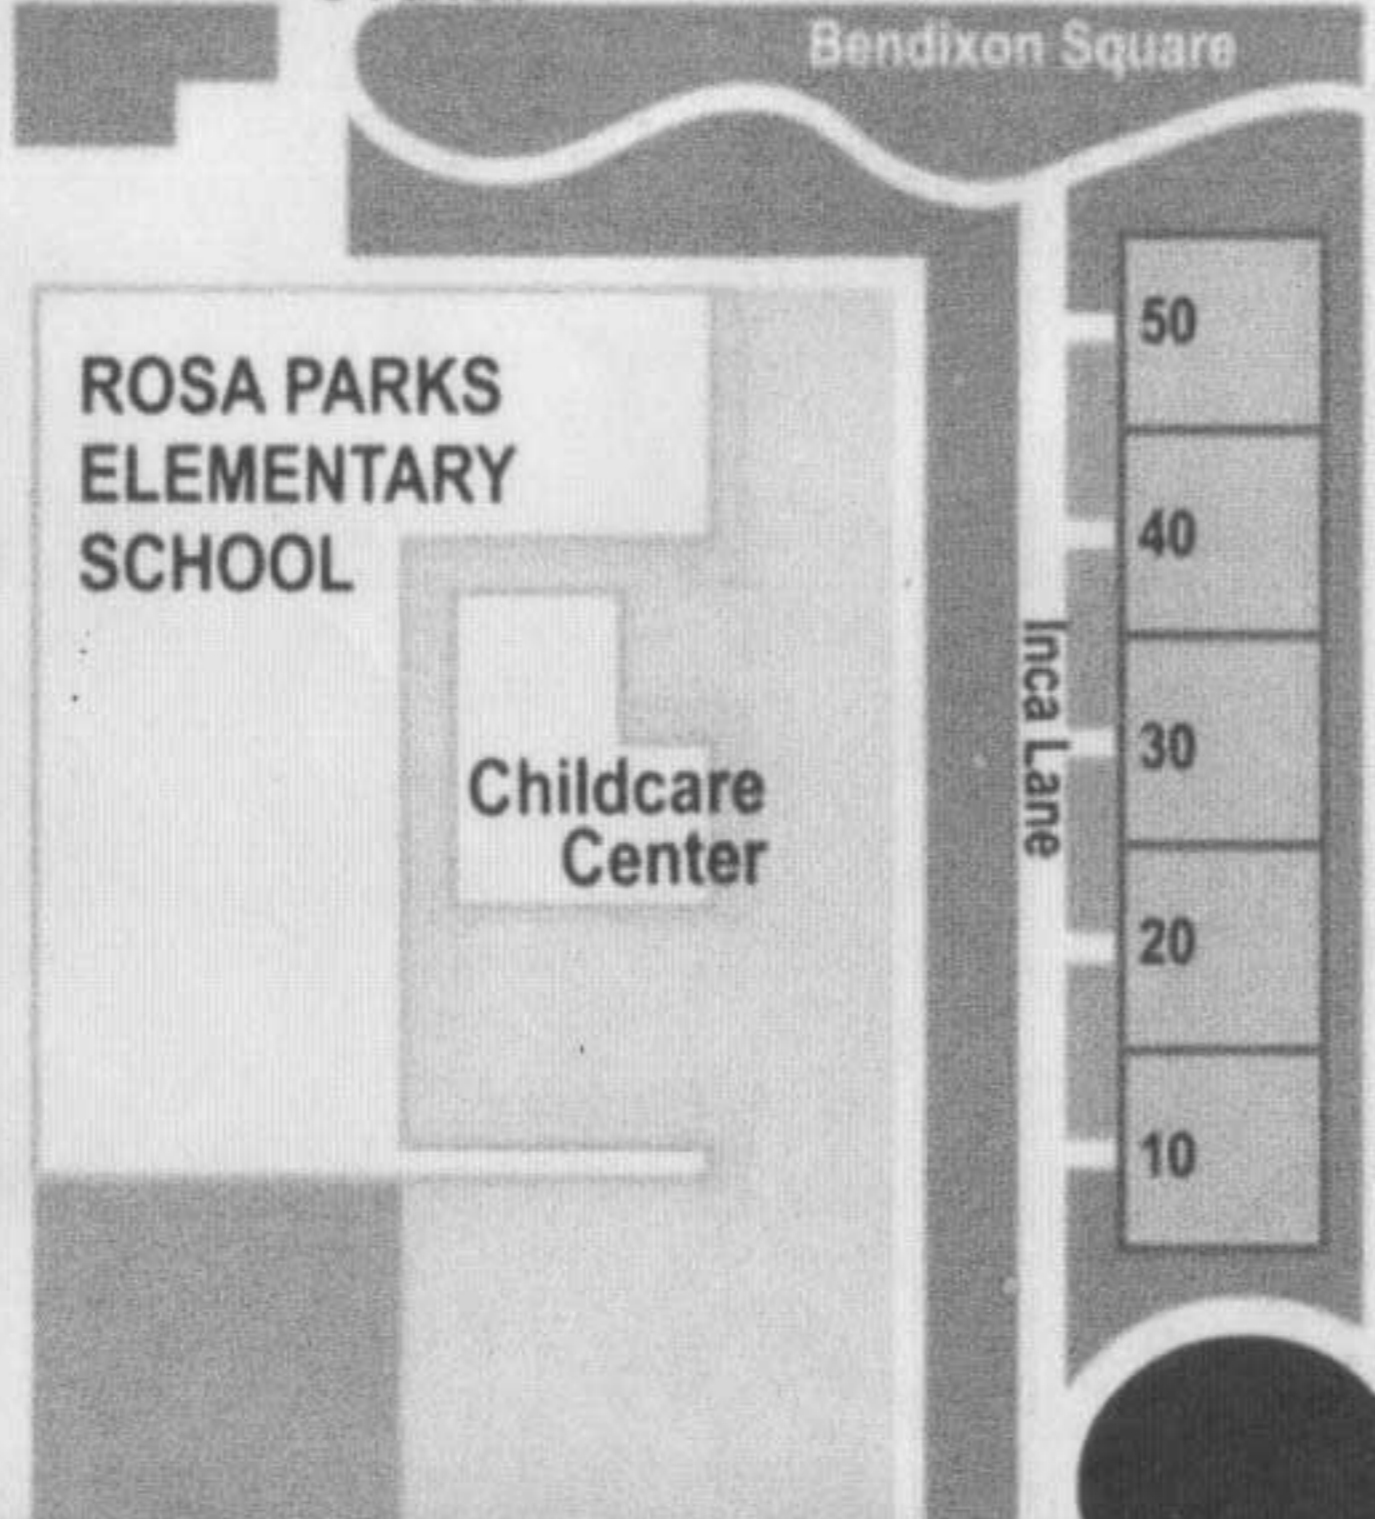 Bendixon Square
ROSA PARKS
ELEMENTARY
SCHOOL
Childcare
Center
Inca Lane
50
40
30
20
10